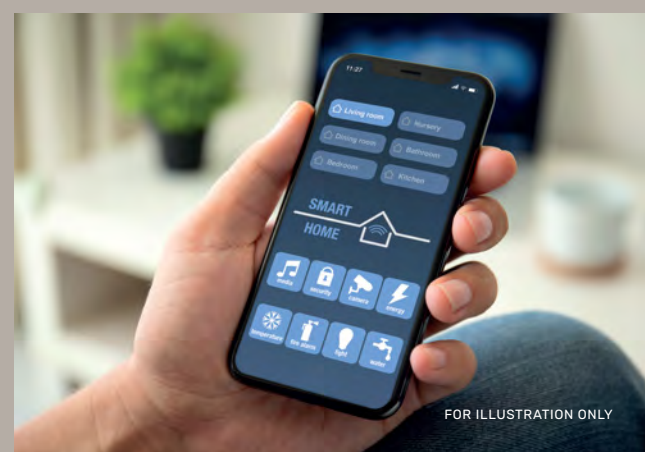 11:27
Living room
Nursery
Dining room
Bathroom
Bedroom
Kitchen
SMART
HOME
media
security
camera
energy
temperature
fire alarm
light
water
FOR ILLUSTRATION ONLY